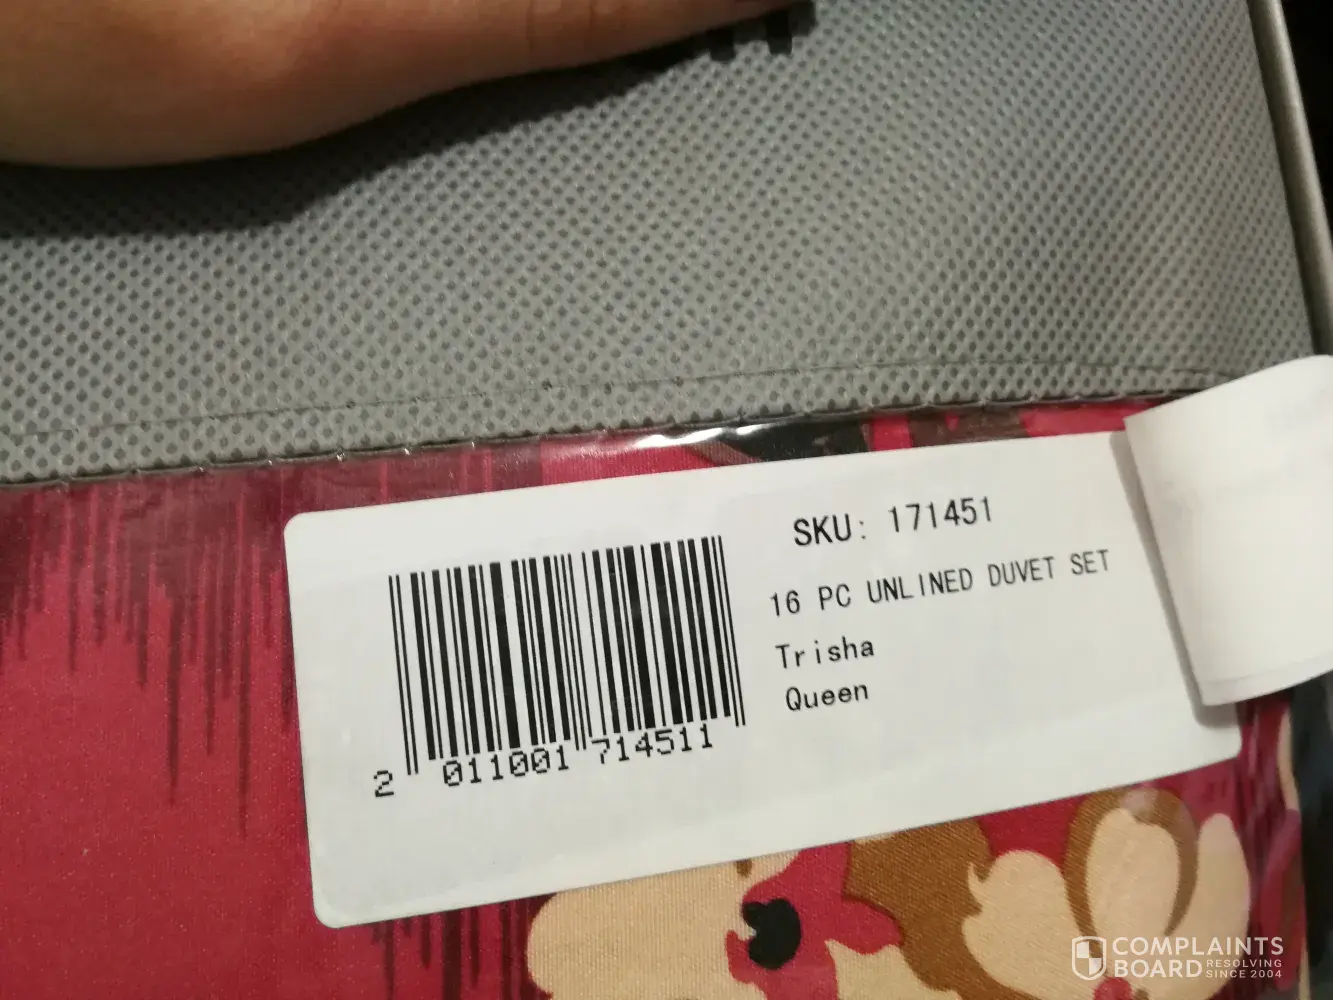 SKU: 171451
16 PC UNLINED DUVET SET
Trisha
Queen
2 011001 714511
COMPLAINTS
BOARD RESOLVING
SINCE 2004